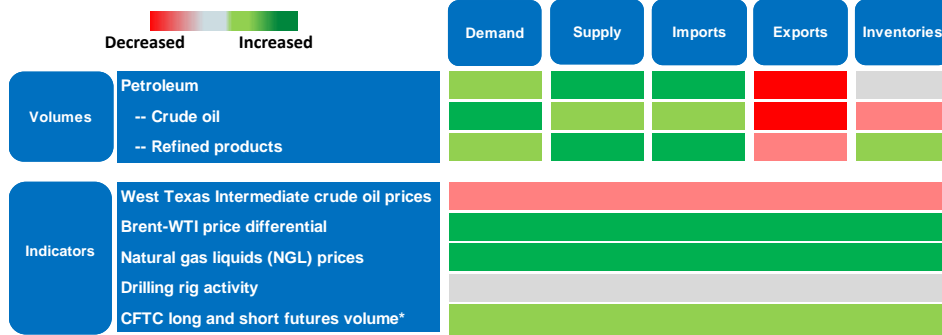 Decreased Increased
Demand Supply Imports Exports Inventories
Volumes
Petroleum
-- Crude oil
-- Refined products
Indicators
West Texas Intermediate crude oil prices
Brent-WTI price differential
Natural gas liquids (NGL) prices
Drilling rig activity
CFTC long and short futures volume*